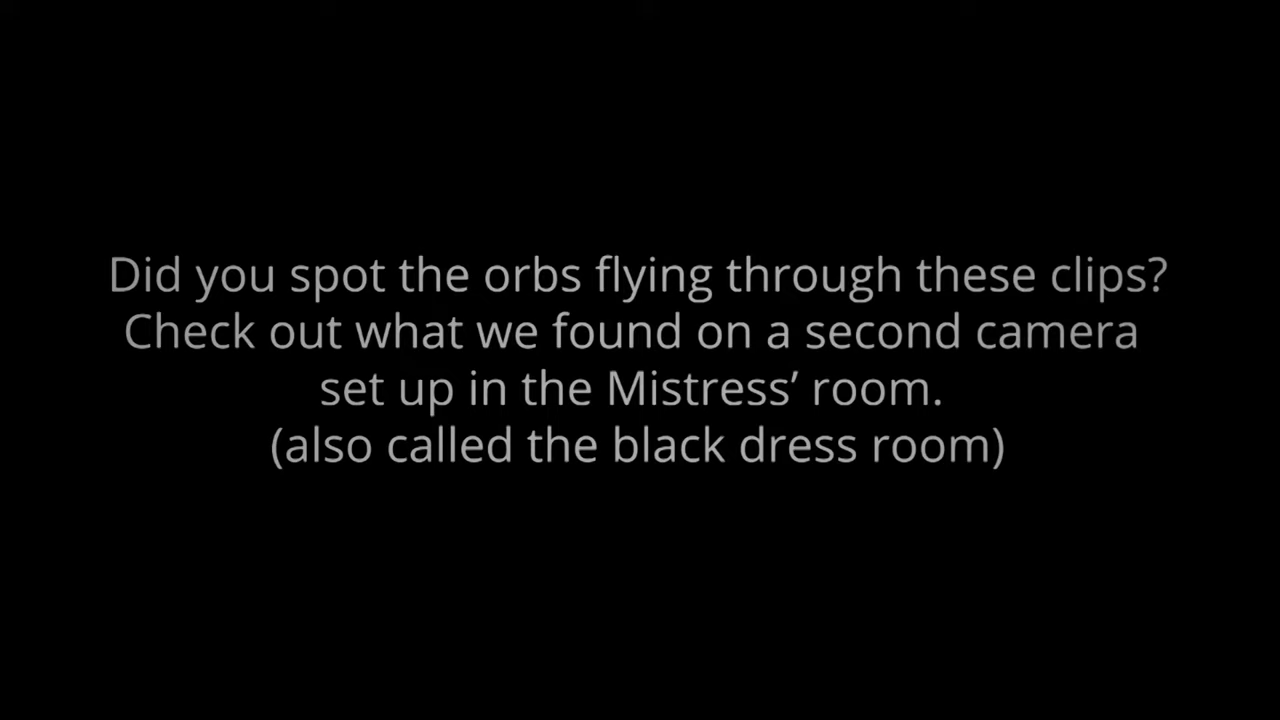 Did you spot the orbs flying through these clips?
Check out what we found on a second camera
set up in the Mistress’ room.
(also called the black dress room)